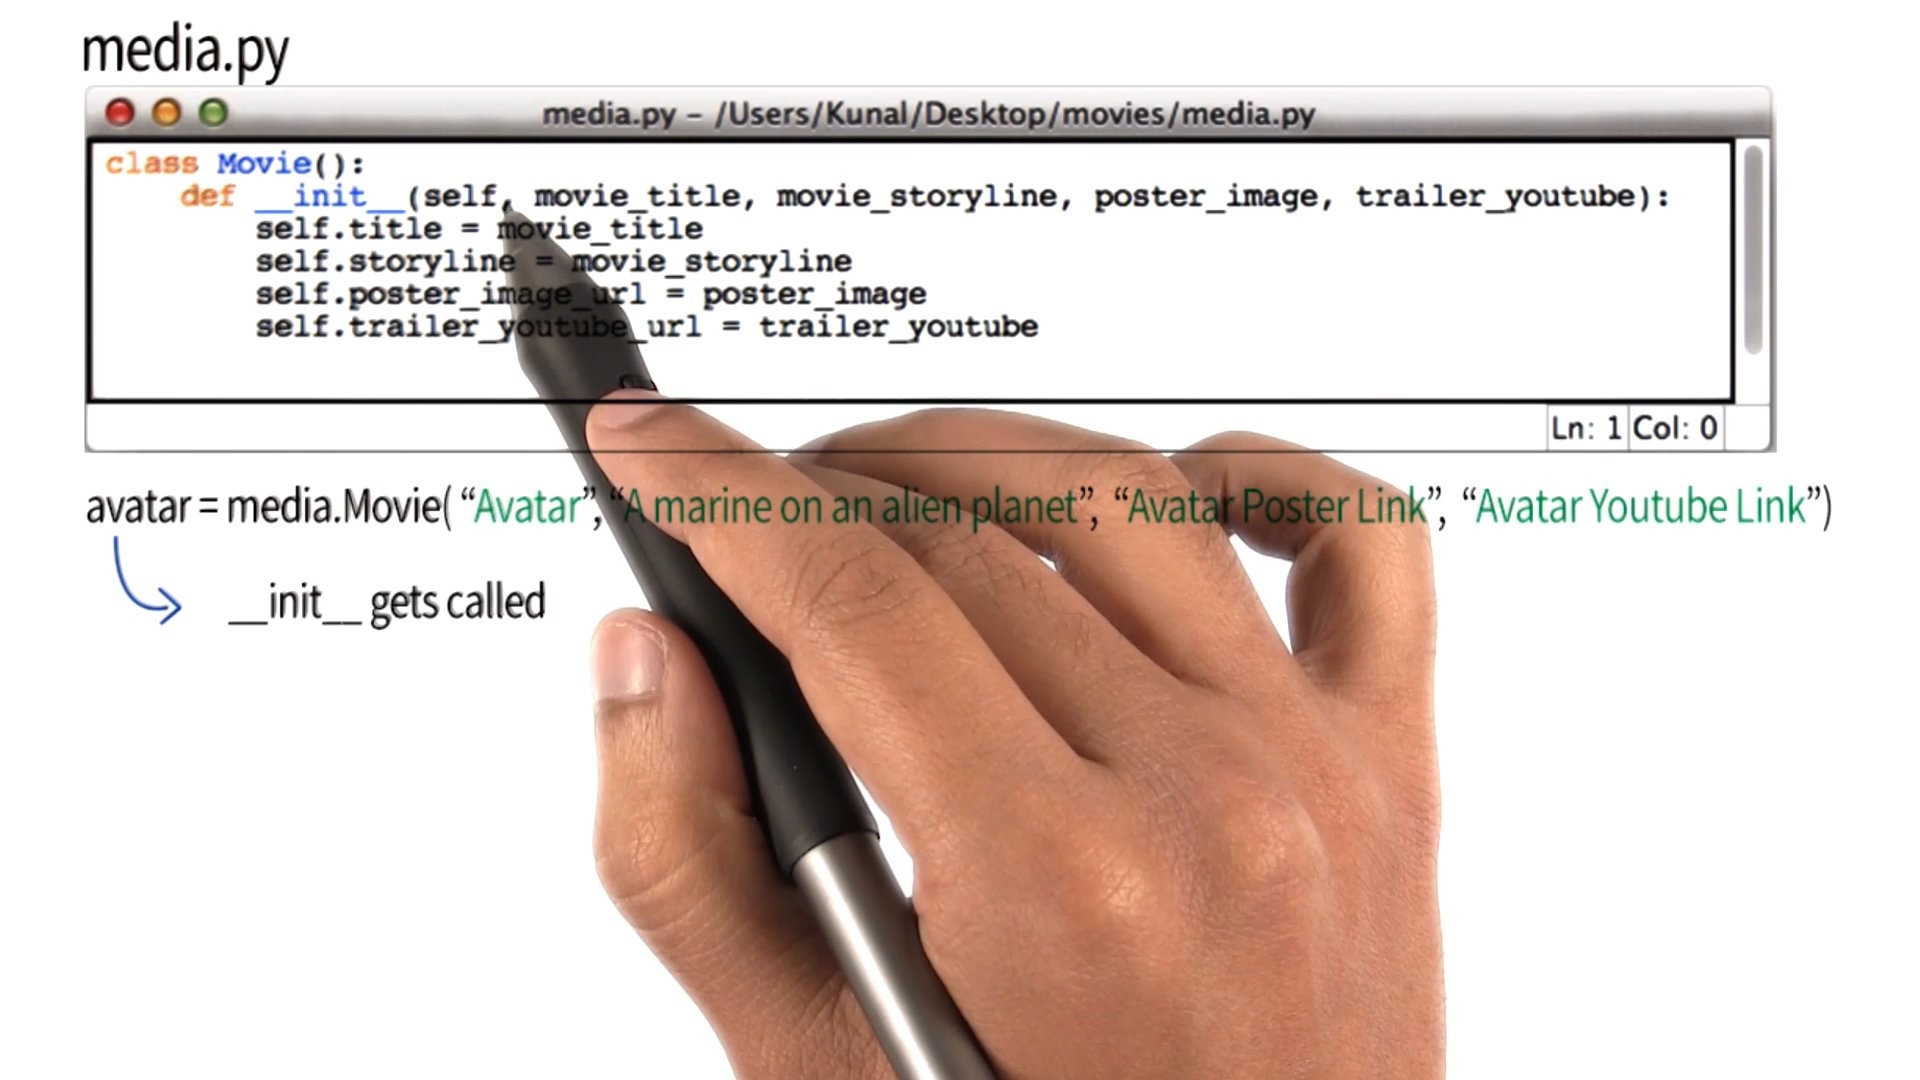 media.py
media.py – /Users/Kunal/Desktop/movies/media.py
class Movie():
def __init__(self, movie_title, movie_storyline, poster_image, trailer_youtube):
self.title = movie_title
self.storyline = movie_storyline
self.poster_image_url = poster_image
self.trailer_youtube_url = trailer_youtube
Ln: 1 Col: 0
avatar = media.Movie( “Avatar”, “A marine on an alien planet”, “Avatar Poster Link”, “Avatar Youtube Link”)
__init__ gets called